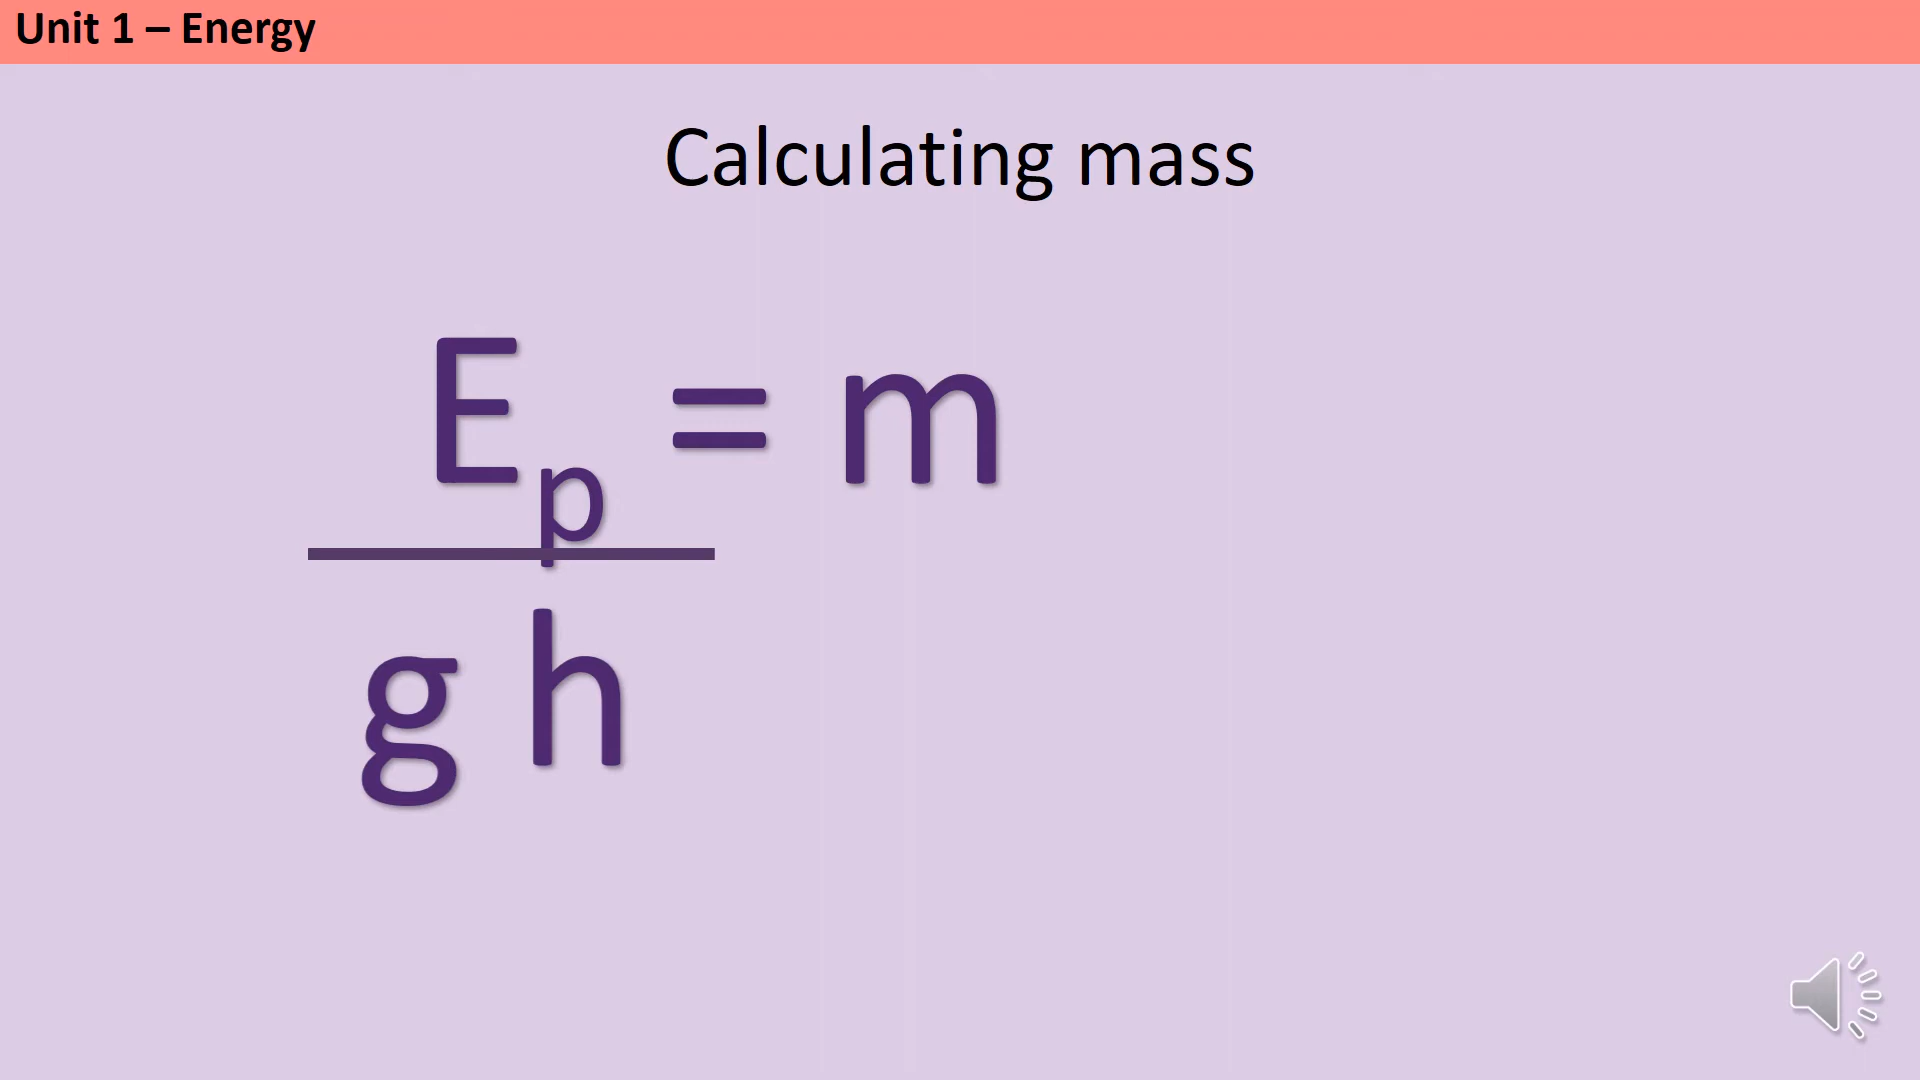 Unit 1 – Energy
Calculating mass
Ep = m
g h